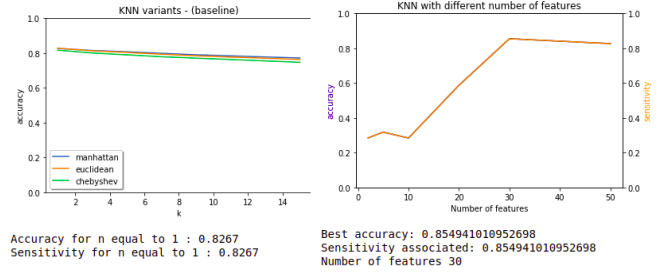 KNN variants - (baseline)
1.0
0.8
0.6
0.4
0.2
0.0
accuracy
manhattan
euclidean
chebyshev
2 4 6 8 10 12 14
k
Accuracy for n equal to 1 : 0.8267
Sensitivity for n equal to 1 : 0.8267
KNN with different number of features
1.0
0.8
0.6
0.4
0.2
0.0
accuracy
1.0
0.8
0.6
0.4
0.2
0.0
sensitivity
0 10 20 30 40 50
Number of features
Best accuracy: 0.854941010952698
Sensitivity associated: 0.854941010952698
Number of features 30